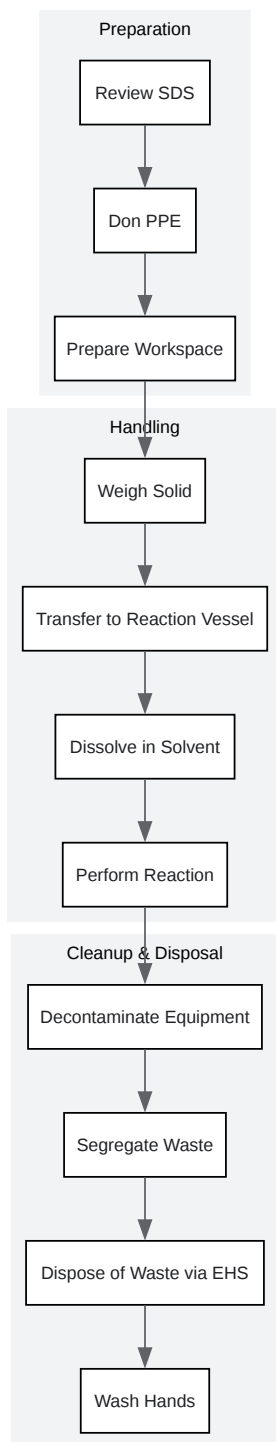 Preparation
Review SDS
Don PPE
Prepare Workspace
Handling
Weigh Solid
Transfer to Reaction Vessel
Dissolve in Solvent
Perform Reaction
Cleanup & Disposal
Decontaminate Equipment
Segregate Waste
Dispose of Waste via EHS
Wash Hands